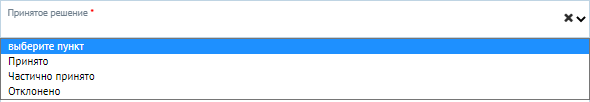 Принятое решение *
выберите пункт
Принято
Частично принято
Отклонено